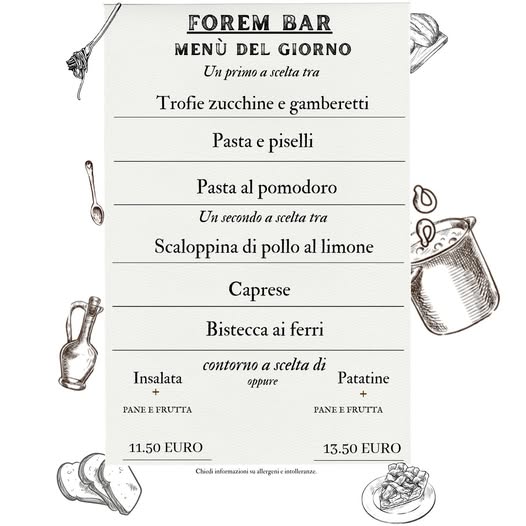 FOREM BAR
MENÙ DEL GIORNO
Un primo a scelta tra
Trofie zucchine e gamberetti
Pasta e piselli
Pasta al pomodoro
Un secondo a scelta tra
Scaloppina di pollo al limone
Caprese
Bistecca ai ferri
contorno a scelta di
Insalata oppure Patatine
+ +
PANE E FRUTTA PANE E FRUTTA
11.50 EURO 13.50 EURO
Chiedi informazioni su allergeni e intolleranze.